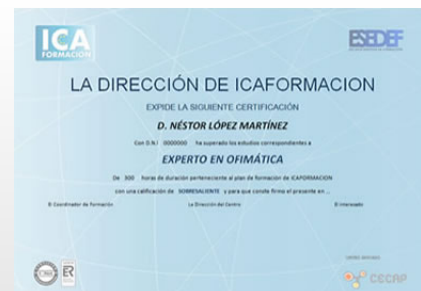 ICA
FORMACIÓN
ESEDEF
LA DIRECCIÓN DE ICAFORMACION
EXPIDE LA SIGUIENTE CERTIFICACIÓN
D. NÉSTOR LÓPEZ MARTÍNEZ
Con D.N.I 0000000 ha superado los estudios correspondientes a
EXPERTO EN OFIMÁTICA
De 300 horas de duración perteneciente al plan de formación de ICAFORMACION
con una calificación de SOBRESALIENTE y para que conste firmo el presente en ...
El Coordinador de Formación La Dirección del Centro El interesado
ER
CECAP